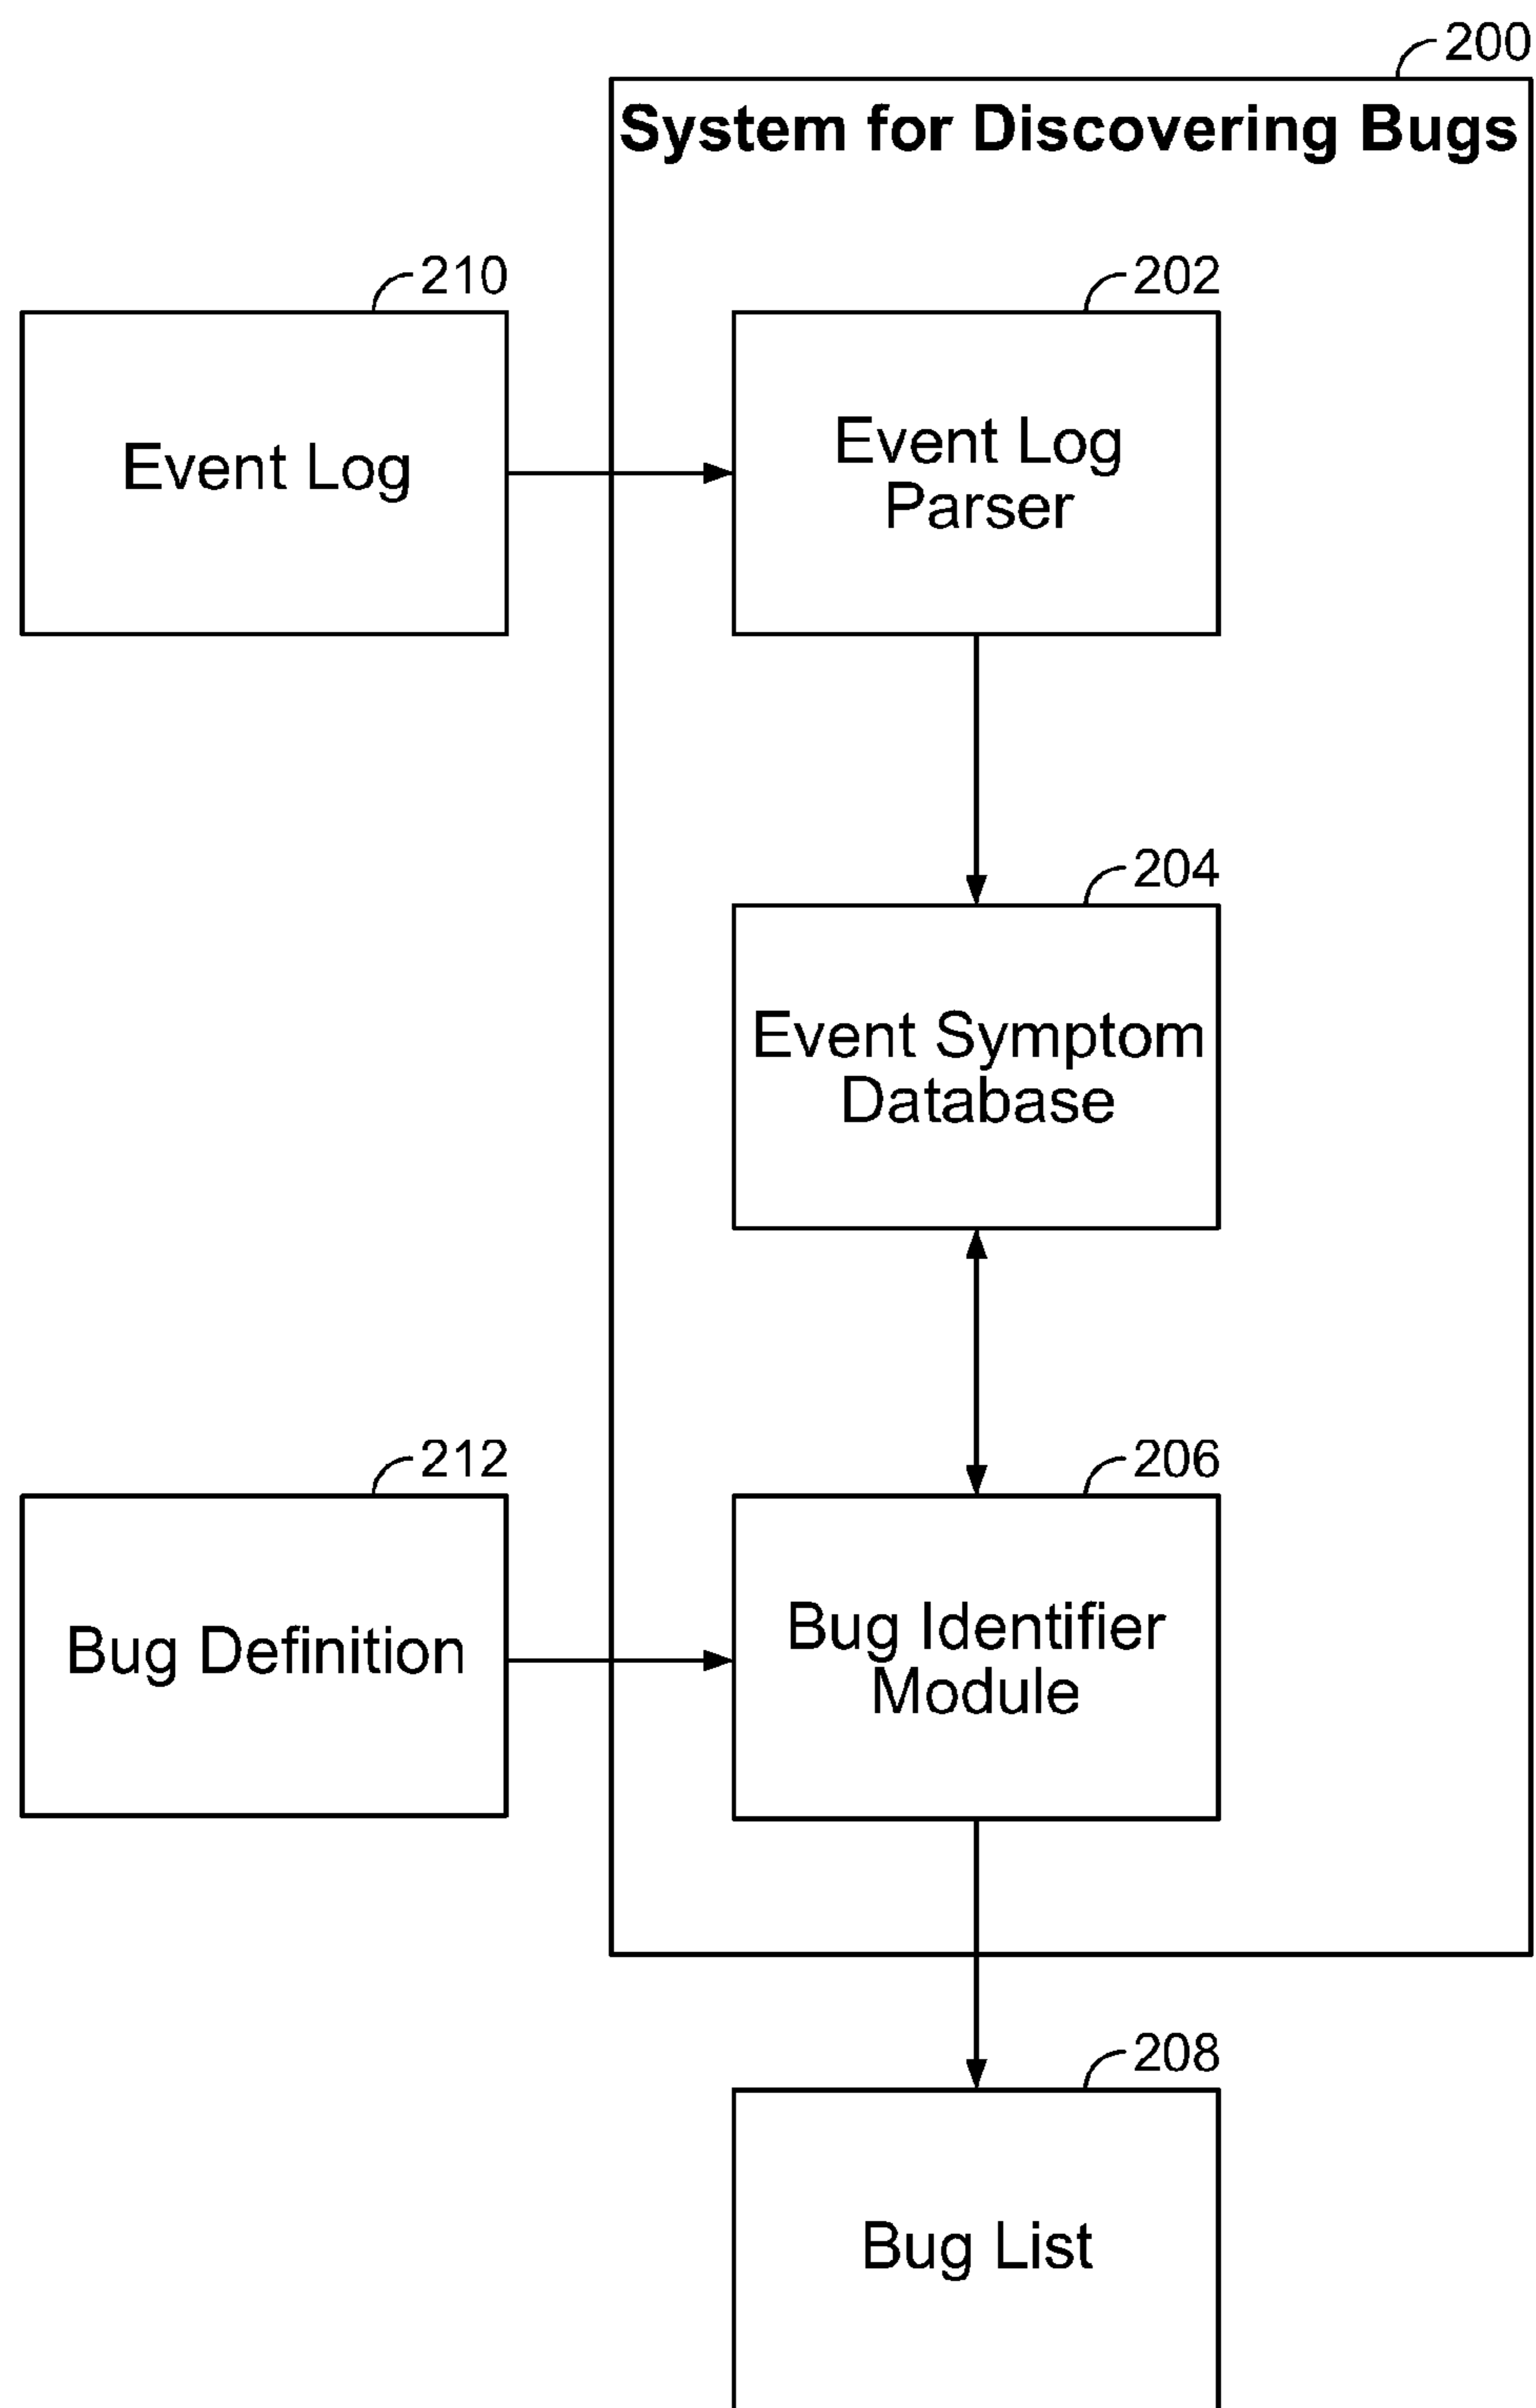 200
System for Discovering Bugs
210
202
Event Log
Event Log
Parser
204
Event Symptom
Database
212
206
Bug Definition
Bug Identifier
Module
208
Bug List